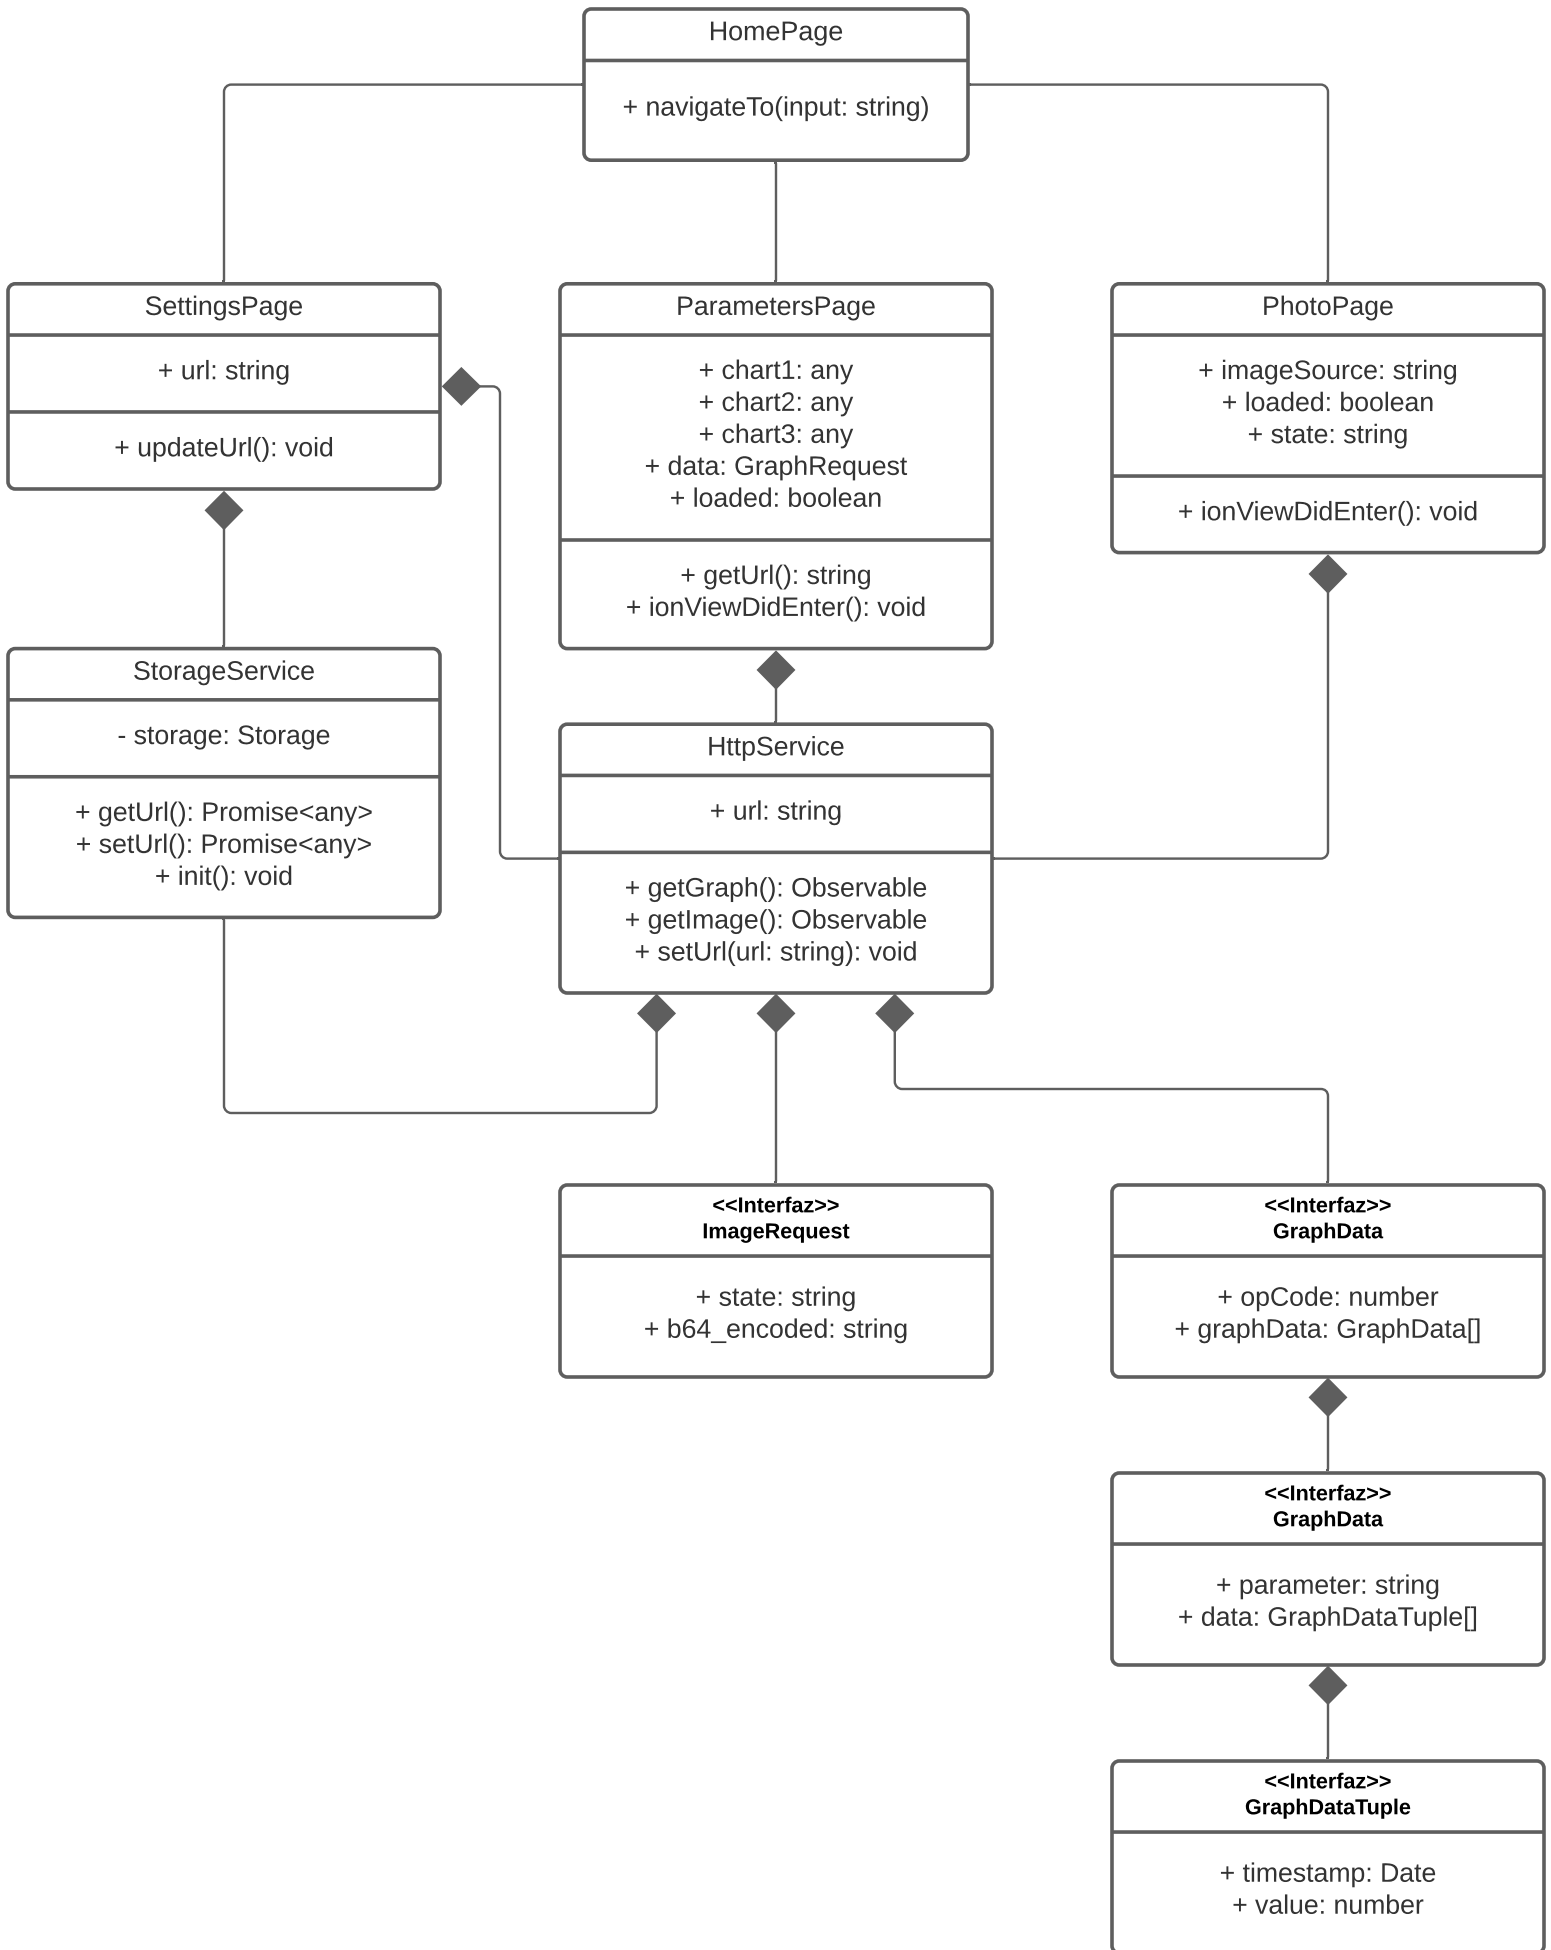 HomePage
+ navigateTo(input: string)
SettingsPage
+ url: string
+ updateUrl(): void
ParametersPage
+ chart1: any
+ chart2: any
+ chart3: any
+ data: GraphRequest
+ loaded: boolean
+ getUrl(): string
+ ionViewDidEnter(): void
PhotoPage
+ imageSource: string
+ loaded: boolean
+ state: string
+ ionViewDidEnter(): void
StorageService
- storage: Storage
+ getUrl(): Promise<any>
+ setUrl(): Promise<any>
+ init(): void
HttpService
+ url: string
+ getGraph(): Observable
+ getImage(): Observable
+ setUrl(url: string): void
<<Interfaz>>
ImageRequest
+ state: string
+ b64_encoded: string
<<Interfaz>>
GraphData
+ opCode: number
+ graphData: GraphData[]
<<Interfaz>>
GraphData
+ parameter: string
+ data: GraphDataTuple[]
<<Interfaz>>
GraphDataTuple
+ timestamp: Date
+ value: number